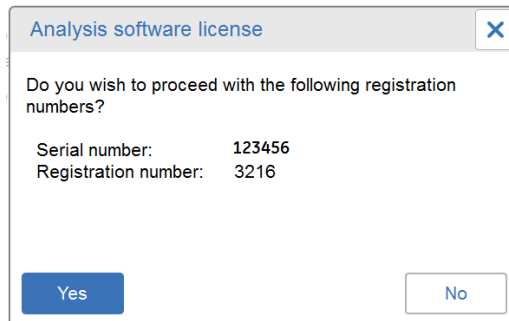 Analysis software license
Do you wish to proceed with the following registration
numbers?
Serial number: 123456
Registration number: 3216
Yes No